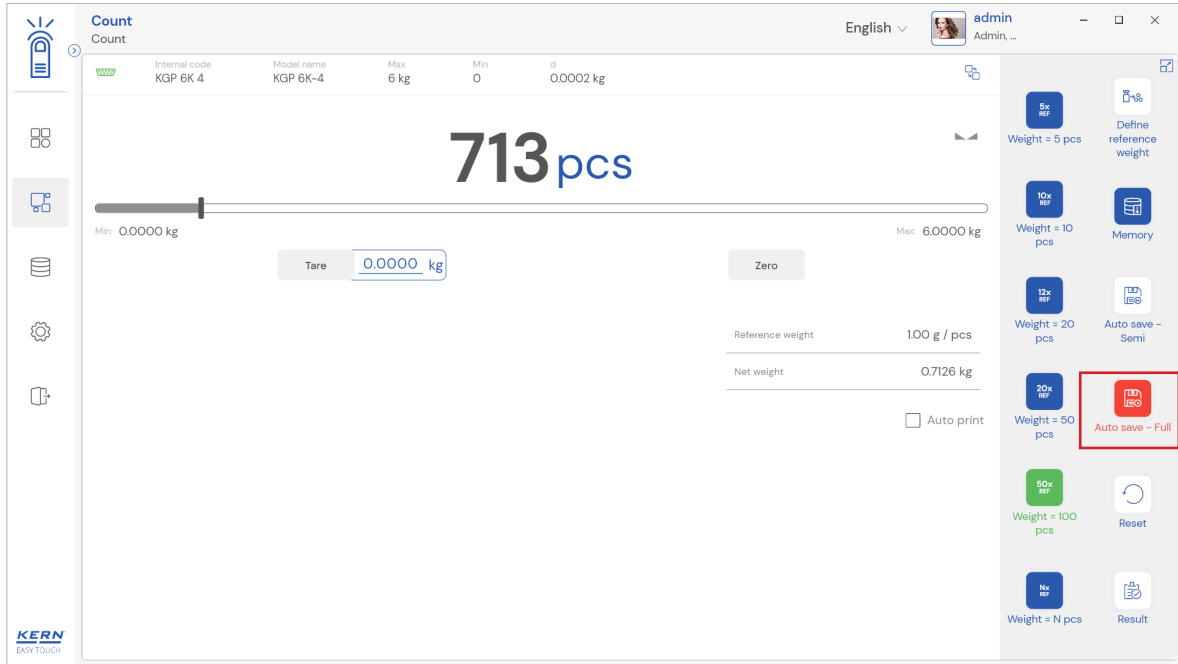 Count
Count
English
admin
Admin, ...
Internal code
KGP 6K 4
Model name
KGP 6K-4
Max
6 kg
Min
0
d
0.0002 kg
713 pcs
Min: 0.0000 kg
Max: 6.0000 kg
Tare
0.0000 kg
Zero
Reference weight
1.00 g / pcs
Net weight
0.7126 kg
Auto print
5x
REF
Weight = 5 pcs
Define
reference
weight
10x
REF
Weight = 10
pcs
Memory
12x
REF
Weight = 20
pcs
Auto save -
Semi
20x
REF
Weight = 50
pcs
Auto save - Full
50x
REF
Weight = 100
pcs
Reset
Nx
REF
Weight = N pcs
Result
KERN
EASY TOUCH